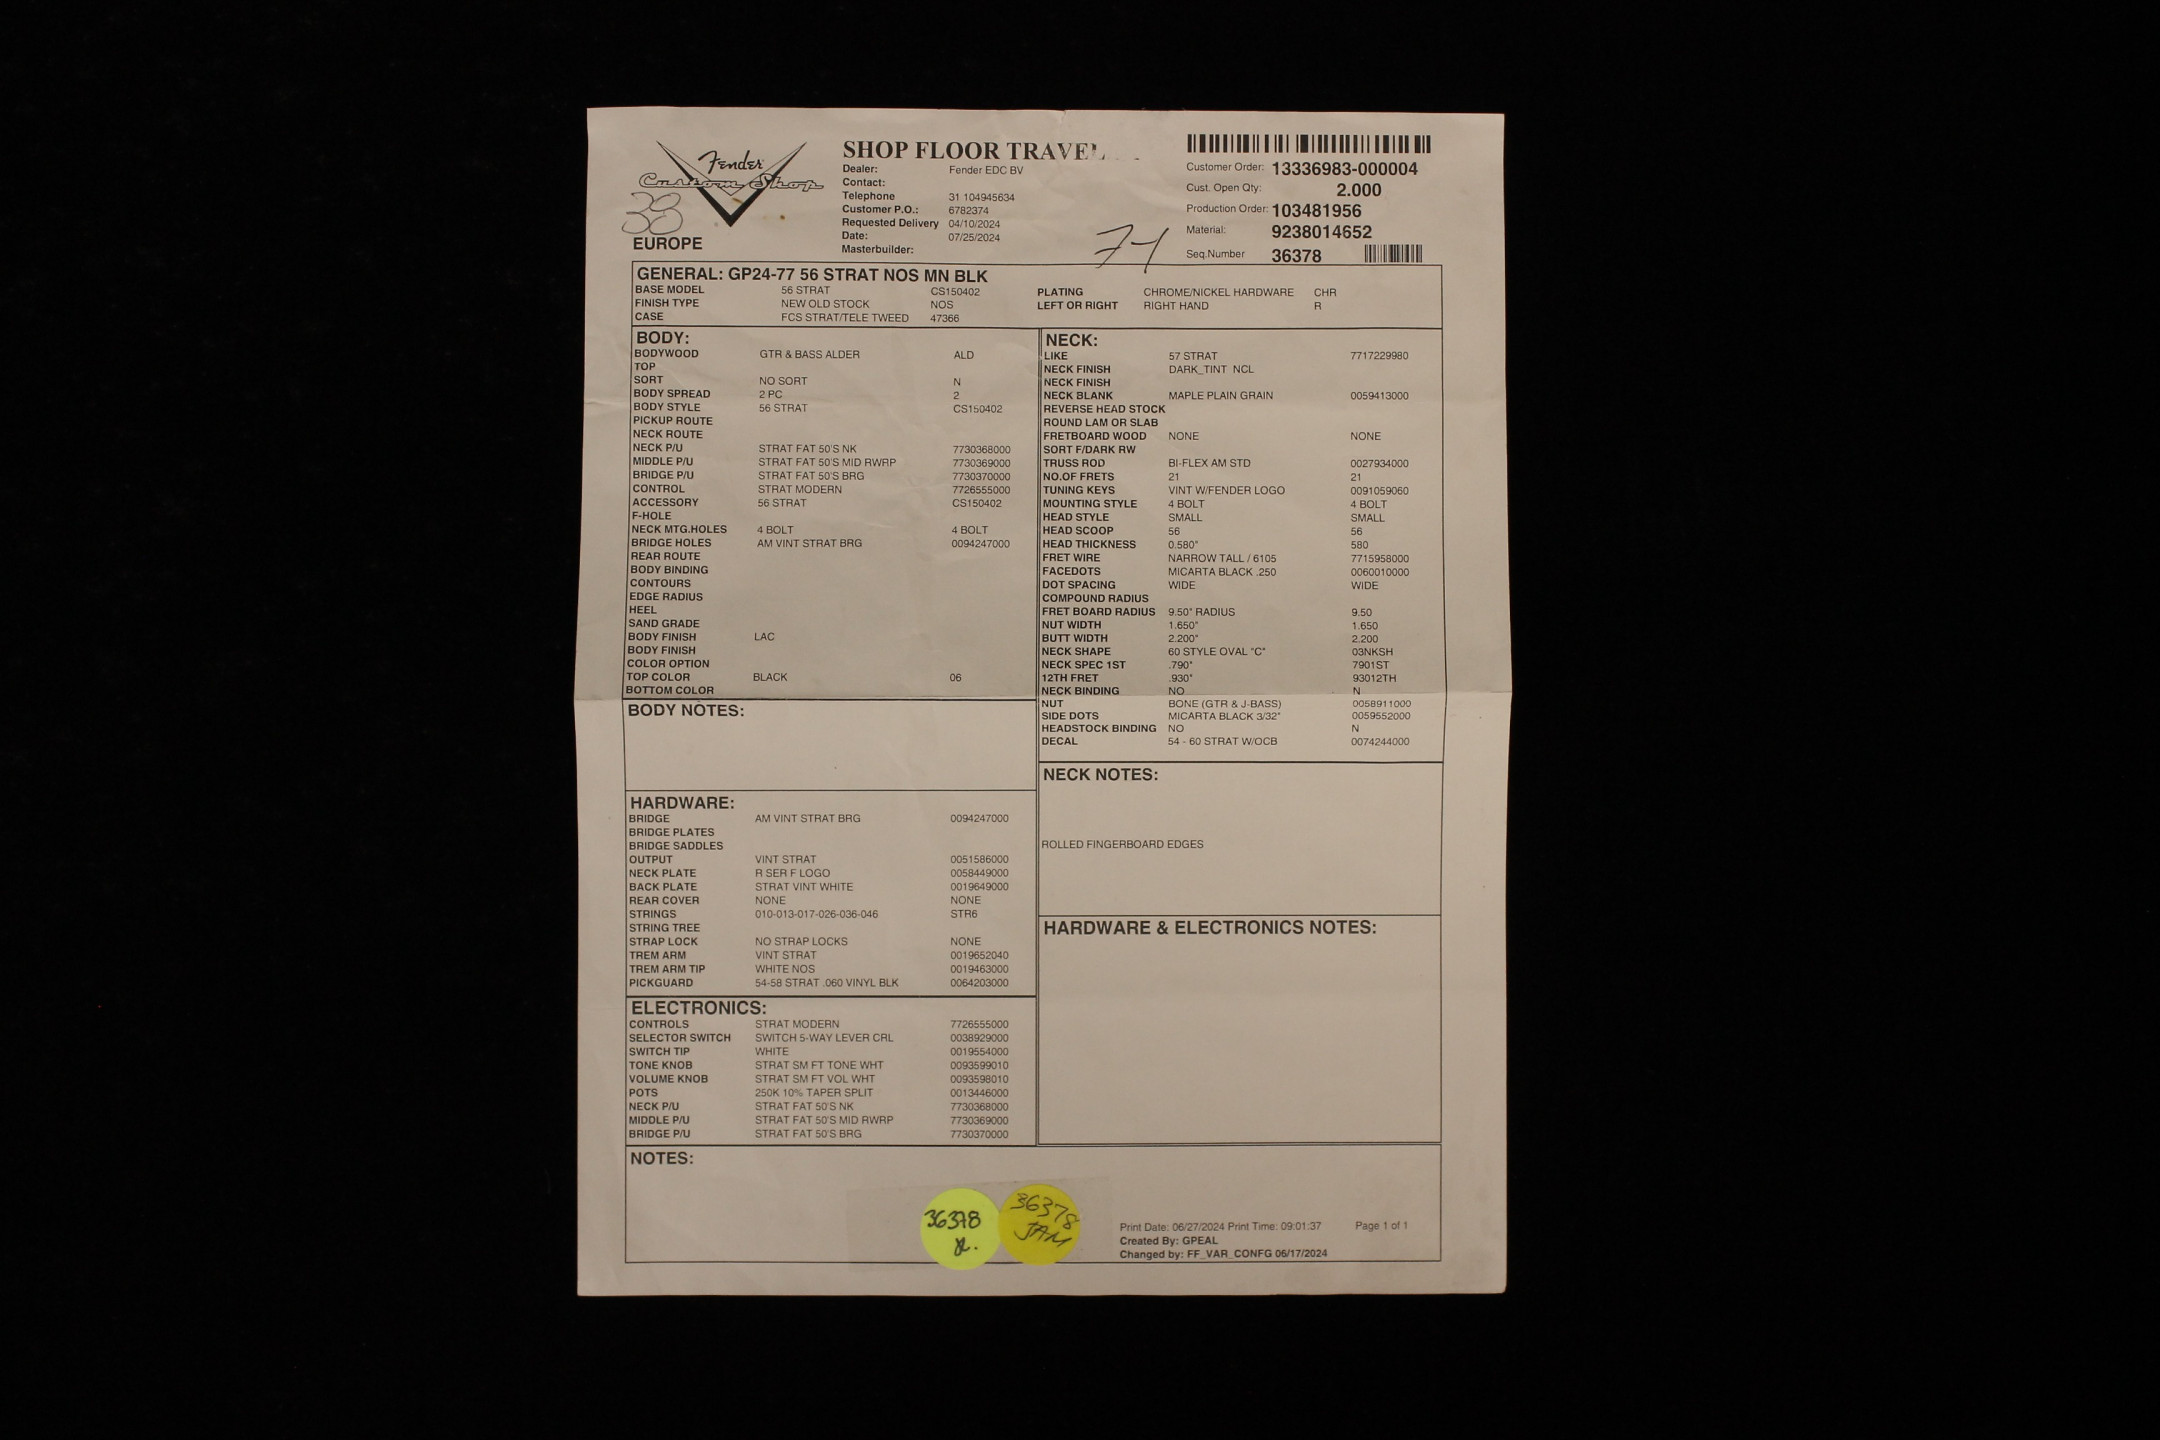 Fender
Custom Shop
38
EUROPE
SHOP FLOOR TRAVEL
Dealer: Fender EDC BV
Contact:
Telephone 31 104945634
Customer P.O.: 6782374
Requested Delivery 04/10/2024
Date: 07/25/2024
Masterbuilder:
Customer Order: 13336983-000004
Cust. Open Qty: 2.000
Production Order: 103481956
Material: 9238014652
Seq.Number 36378
GENERAL: GP24-77 56 STRAT NOS MN BLK
BASE MODEL 56 STRAT CS150402
FINISH TYPE NEW OLD STOCK NOS
CASE FCS STRAT/TELE TWEED 47366
PLATING CHROME/NICKEL HARDWARE CHR
LEFT OR RIGHT RIGHT HAND R
BODY:
BODYWOOD GTR & BASS ALDER ALD
TOP
SORT NO SORT N
BODY SPREAD 2 PC 2
BODY STYLE 56 STRAT CS150402
PICKUP ROUTE
NECK ROUTE
NECK P/U STRAT FAT 50'S NK 7730368000
MIDDLE P/U STRAT FAT 50'S MID RWRP 7730369000
BRIDGE P/U STRAT FAT 50'S BRG 7730370000
CONTROL STRAT MODERN 7726555000
ACCESSORY 56 STRAT CS150402
F-HOLE
NECK MTG.HOLES 4 BOLT 4 BOLT
BRIDGE HOLES AM VINT STRAT BRG 0094247000
REAR ROUTE
BODY BINDING
CONTOURS
EDGE RADIUS
HEEL
SAND GRADE
BODY FINISH LAC
BODY FINISH
COLOR OPTION
TOP COLOR BLACK 06
BOTTOM COLOR
BODY NOTES:
HARDWARE:
BRIDGE AM VINT STRAT BRG 0094247000
BRIDGE PLATES
BRIDGE SADDLES
OUTPUT VINT STRAT 0051586000
NECK PLATE R SER F LOGO 0058449000
BACK PLATE STRAT VINT WHITE 0019649000
REAR COVER NONE NONE
STRINGS 010-013-017-026-036-046 STR6
STRING TREE
STRAP LOCK NO STRAP LOCKS NONE
TREM ARM VINT STRAT 0019652040
TREM ARM TIP WHITE NOS 0019463000
PICKGUARD 54-58 STRAT .060 VINYL BLK 0064203000
ELECTRONICS:
CONTROLS STRAT MODERN 7726555000
SELECTOR SWITCH SWITCH 5-WAY LEVER CRL 0038929000
SWITCH TIP WHITE 0019554000
TONE KNOB STRAT SM FT TONE WHT 0093599010
VOLUME KNOB STRAT SM FT VOL WHT 0093598010
POTS 250K 10% TAPER SPLIT 0013446000
NECK P/U STRAT FAT 50'S NK 7730368000
MIDDLE P/U STRAT FAT 50'S MID RWRP 7730369000
BRIDGE P/U STRAT FAT 50'S BRG 7730370000
NECK:
LIKE 57 STRAT 7717229980
NECK FINISH DARK_TINT NCL
NECK FINISH
NECK BLANK MAPLE PLAIN GRAIN 0059413000
REVERSE HEAD STOCK
ROUND LAM OR SLAB
FRETBOARD WOOD NONE NONE
SORT F/DARK RW
TRUSS ROD BI-FLEX AM STD 0027934000
NO.OF FRETS 21 21
TUNING KEYS VINT W/FENDER LOGO 0091059060
MOUNTING STYLE 4 BOLT 4 BOLT
HEAD STYLE SMALL SMALL
HEAD SCOOP 56 56
HEAD THICKNESS 0.580" 580
FRET WIRE NARROW TALL / 6105 7715958000
FACEDOTS MICARTA BLACK .250 0060010000
DOT SPACING WIDE WIDE
COMPOUND RADIUS
FRET BOARD RADIUS 9.50" RADIUS 9.50
NUT WIDTH 1.650" 1.650
BUTT WIDTH 2.200" 2.200
NECK SHAPE 60 STYLE OVAL "C" 03NKSH
NECK SPEC 1ST .790" 7901ST
12TH FRET .930" 93012TH
NECK BINDING NO N
NUT BONE (GTR & J-BASS) 0058911000
SIDE DOTS MICARTA BLACK 3/32" 0059552000
HEADSTOCK BINDING NO N
DECAL 54 - 60 STRAT W/OCB 0074244000
NECK NOTES:
ROLLED FINGERBOARD EDGES
HARDWARE & ELECTRONICS NOTES:
NOTES:
36378
36378
JAM
Print Date: 06/27/2024 Print Time: 09:01:37 Page 1 of 1
Created By: GPEAL
Changed by: FF_VAR_CONFG 06/17/2024